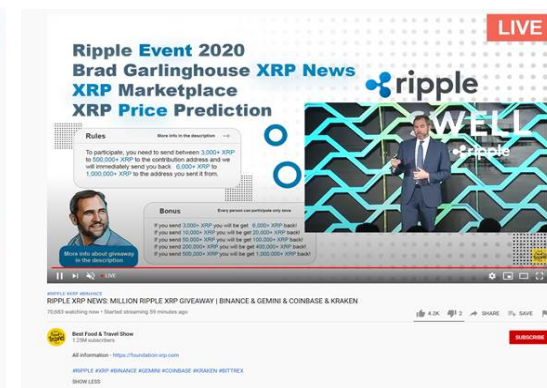 LIVE
Ripple Event 2020
Brad Garlinghouse XRP News
XRP Marketplace
XRP Price Prediction
ripple
WELL
ripple
Rules
More info in the description
To participate, you need to send between 3,000+ XRP
to 500,000+ XRP to the contribution address and we
will immediately send you back 6,000+ XRP to
1,000,000+ XRP to the address you sent it from.
Bonus
Every person can participate only once
If you send 3,000+ XRP you will be get 6,000+ XRP back!
If you send 10,000+ XRP you will be get 20,000+ XRP back!
If you send 50,000+ XRP you will be get 100,000+ XRP back!
If you send 200,000+ XRP you will be get 400,000+ XRP back!
If you send 500,000+ XRP you will be get 1,000,000+ XRP back!
More info about giveaway
in the description
LIVE
#RIPPLE #XRP #BINANCE
RIPPLE XRP NEWS: MILLION RIPPLE XRP GIVEAWAY | BINANCE & GEMINI & COINBASE & KRAKEN
70,683 watching now • Started streaming 59 minutes ago
4.2K
2
SHARE
SAVE
Best Food & Travel Show
1.25M subscribers
SUBSCRIBE
All information - https://foundation-xrp.com
#RIPPLE #XRP #BINANCE #GEMINI #COINBASE #KRAKEN #BITTREX
SHOW LESS